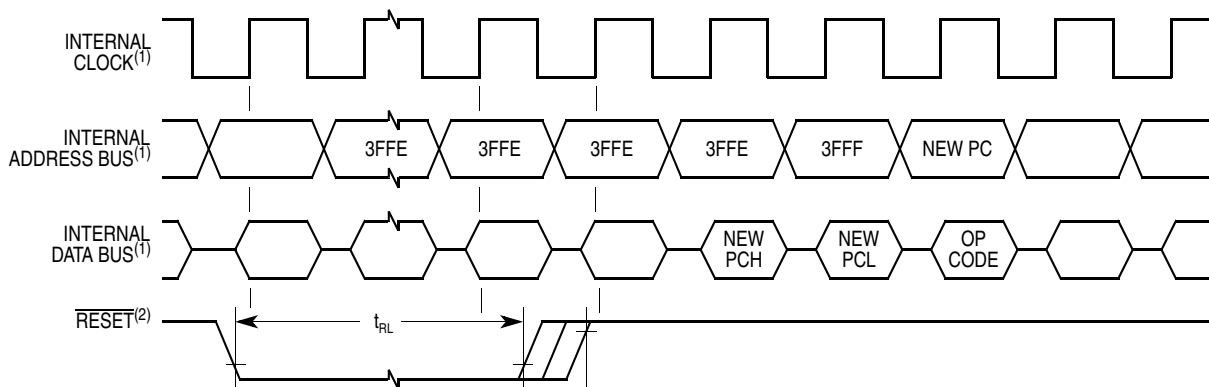 INTERNAL
CLOCK(1)
INTERNAL
ADDRESS BUS(1)
3FFE
3FFE
3FFE
3FFE
3FFF
NEW PC
INTERNAL
DATA BUS(1)
NEW
PCH
NEW
PCL
OP
CODE
RESET(2)
tRL